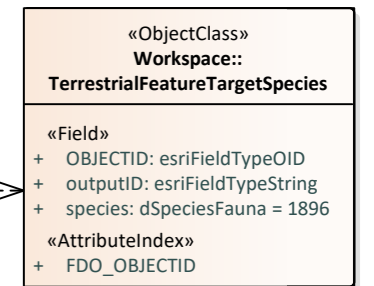 «ObjectClass»
Workspace::
TerrestrialFeatureTargetSpecies
«Field»
+ OBJECTID: esriFieldTypeOID
+ outputID: esriFieldTypeString
+ species: dSpeciesFauna = 1896
«AttributeIndex»
+ FDO_OBJECTID